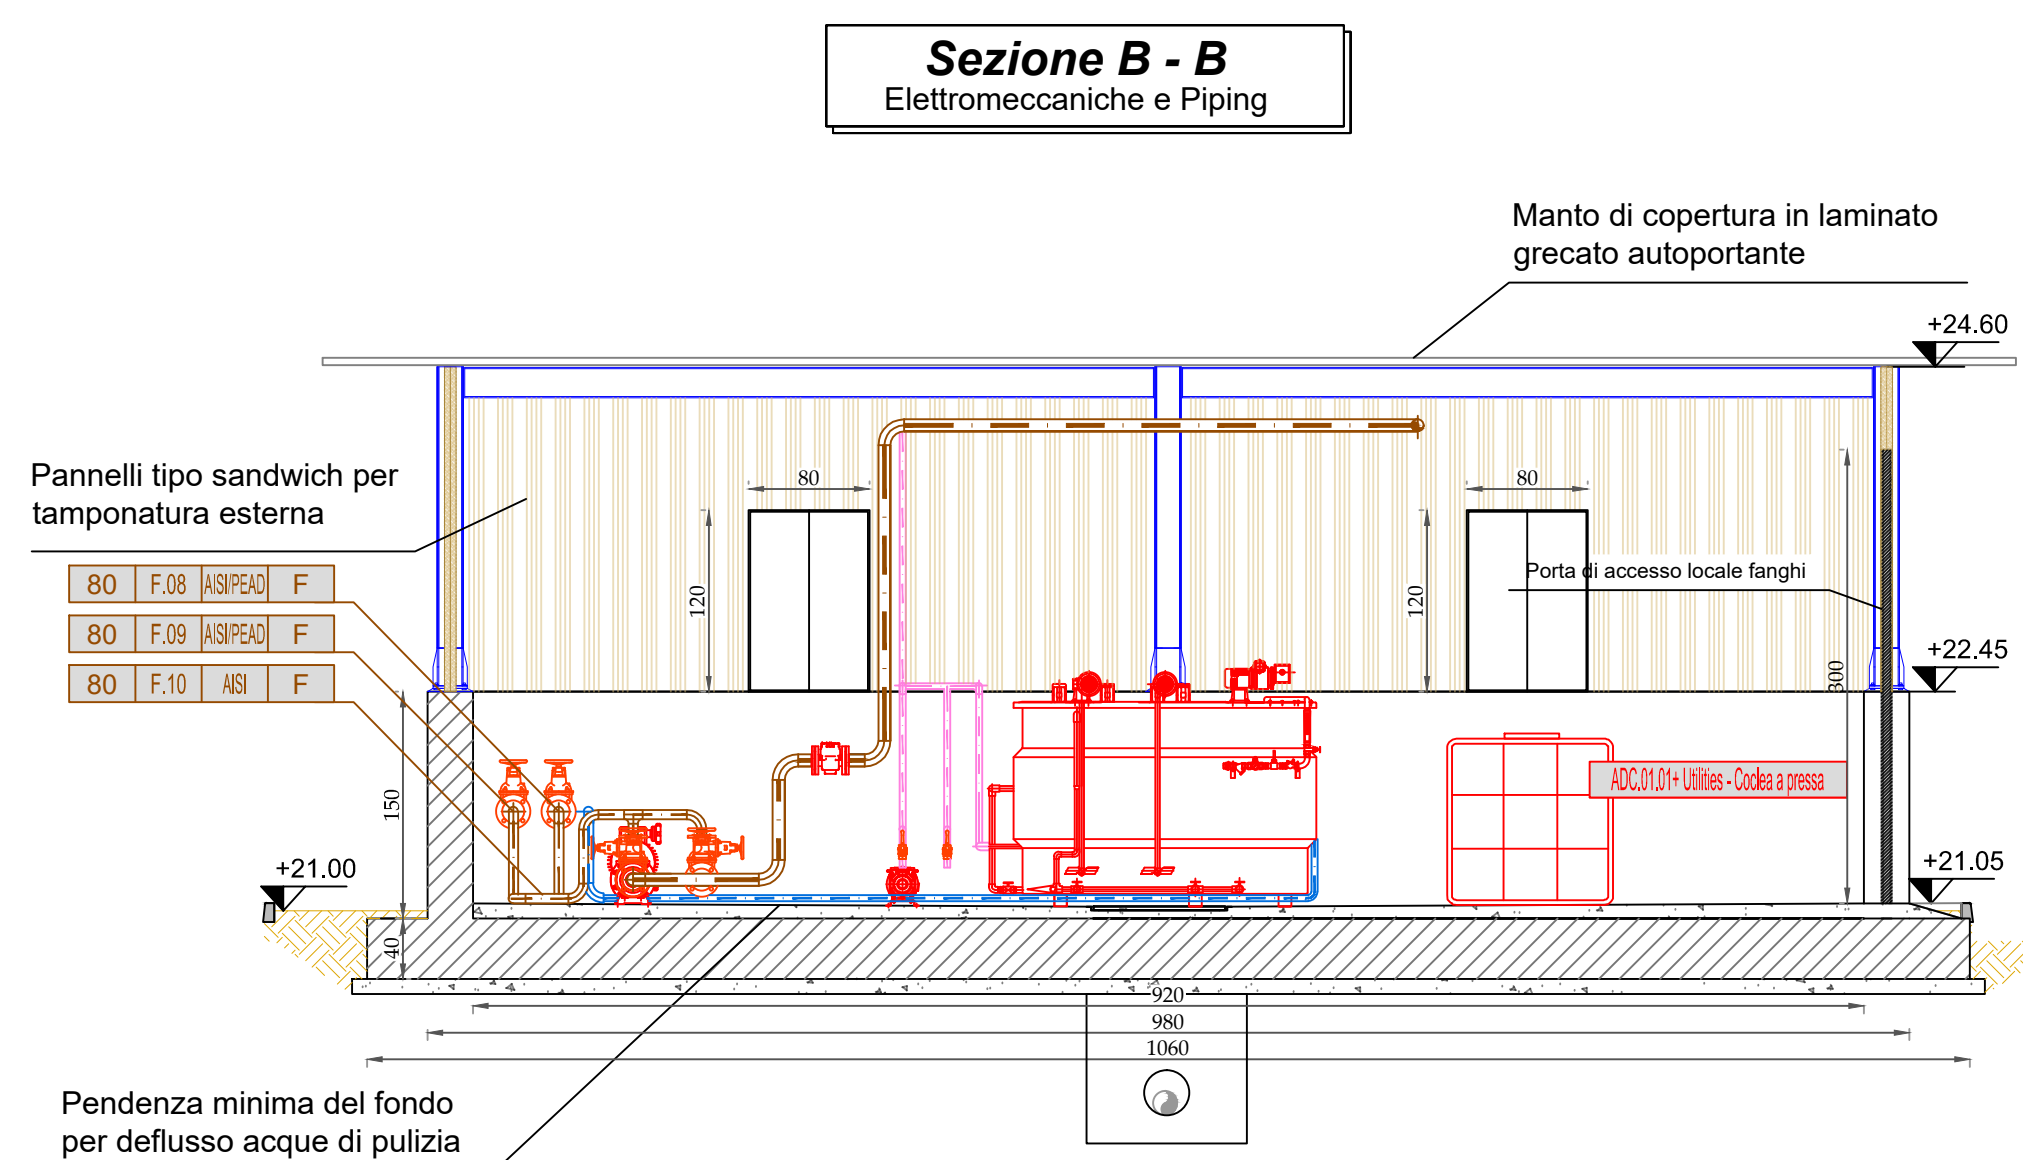 Sezione B - B
Elettromeccaniche e Piping
Manto di copertura in laminato
grecato autoportante
+24.60
Pannelli tipo sandwich per
tamponatura esterna
80
80
120
120
Porta di accesso locale fanghi
80 F.08 AISI/PEAD F
80 F.09 AISI/PEAD F
80 F.10 AISI F
+22.45
300
ADC.01.01+ Utilities - Coclea a pressa
150
+21.00
+21.05
40
920
980
1060
Pendenza minima del fondo
per deflusso acque di pulizia